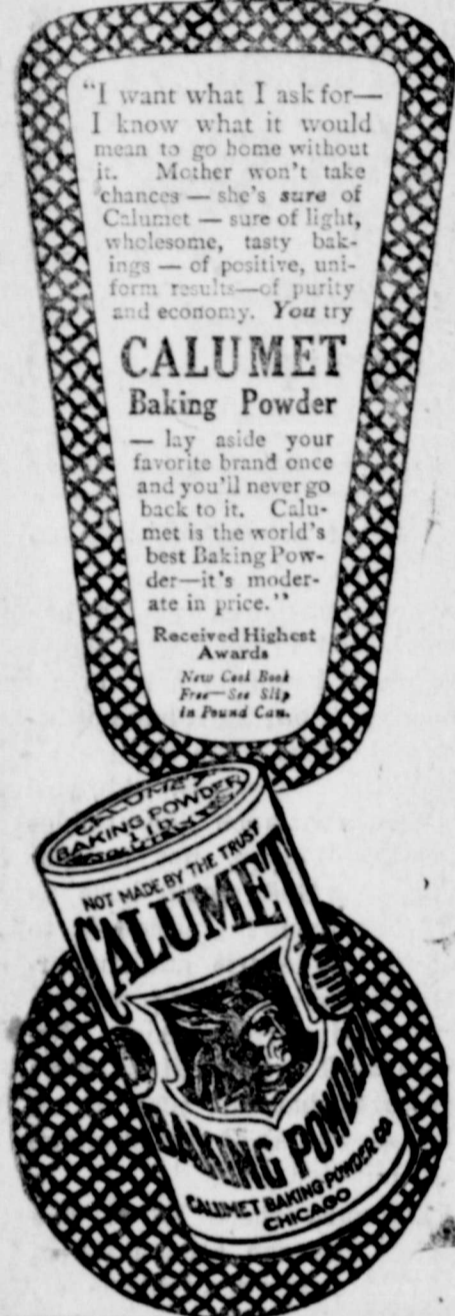 "I want what I ask for—
I know what it would
mean to go home without
it. Mother won't take
chances — she's sure of
Calumet — sure of light,
wholesome, tasty bak-
ings — of positive, uni-
form results—of purity
and economy. You try
CALUMET
Baking Powder
— lay aside your
favorite brand once
and you'll never go
back to it. Calu-
met is the world's
best Baking Pow-
der—it's moder-
ate in price."
Received Highest
Awards
New Cook Book
Free—See Slip
in Pound Can.
CALUMET
BAKING POWDER
NOT MADE BY THE TRUST
CALUMET
BAKING POWDER
CALUMET BAKING POWDER CO
CHICAGO